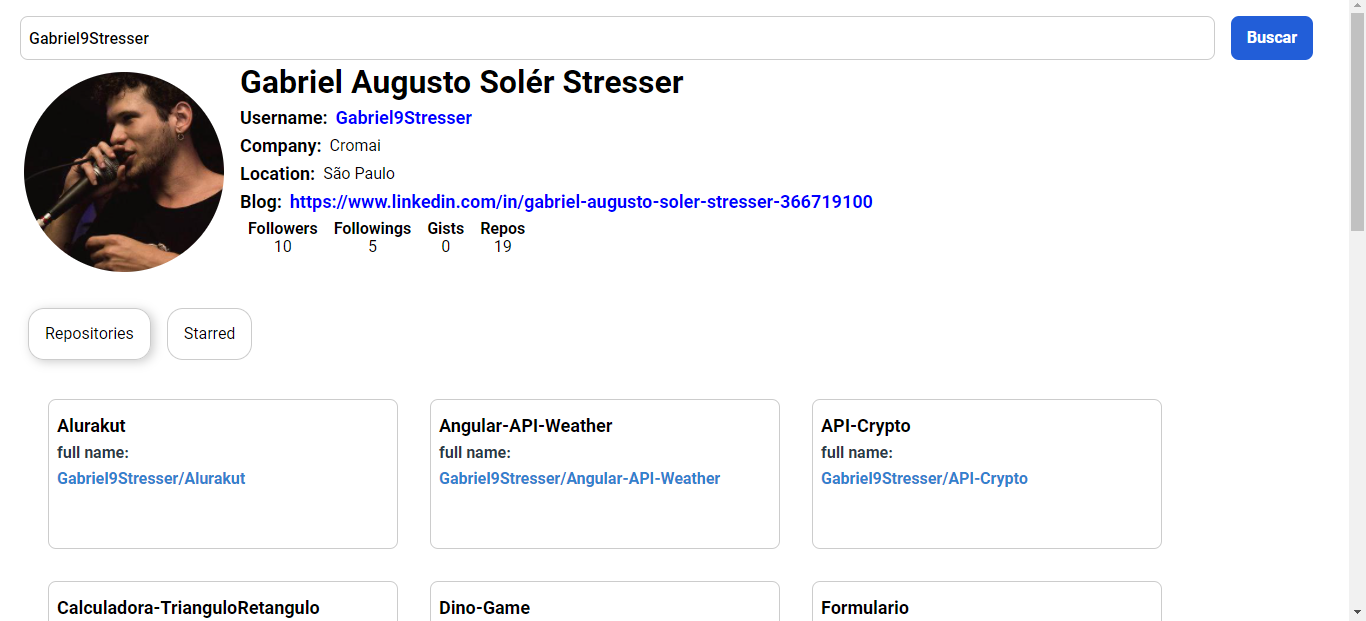 Gabriel9Stresser
Buscar
Gabriel Augusto Solér Stresser
Username: Gabriel9Stresser
Company: Cromai
Location: São Paulo
Blog: https://www.linkedin.com/in/gabriel-augusto-soler-stresser-366719100
Followers Followings Gists Repos
10 5 0 19
Repositories Starred
Alurakut
full name:
Gabriel9Stresser/Alurakut
Angular-API-Weather
full name:
Gabriel9Stresser/Angular-API-Weather
API-Crypto
full name:
Gabriel9Stresser/API-Crypto
Calculadora-TrianguloRetangulo
Dino-Game
Formulario